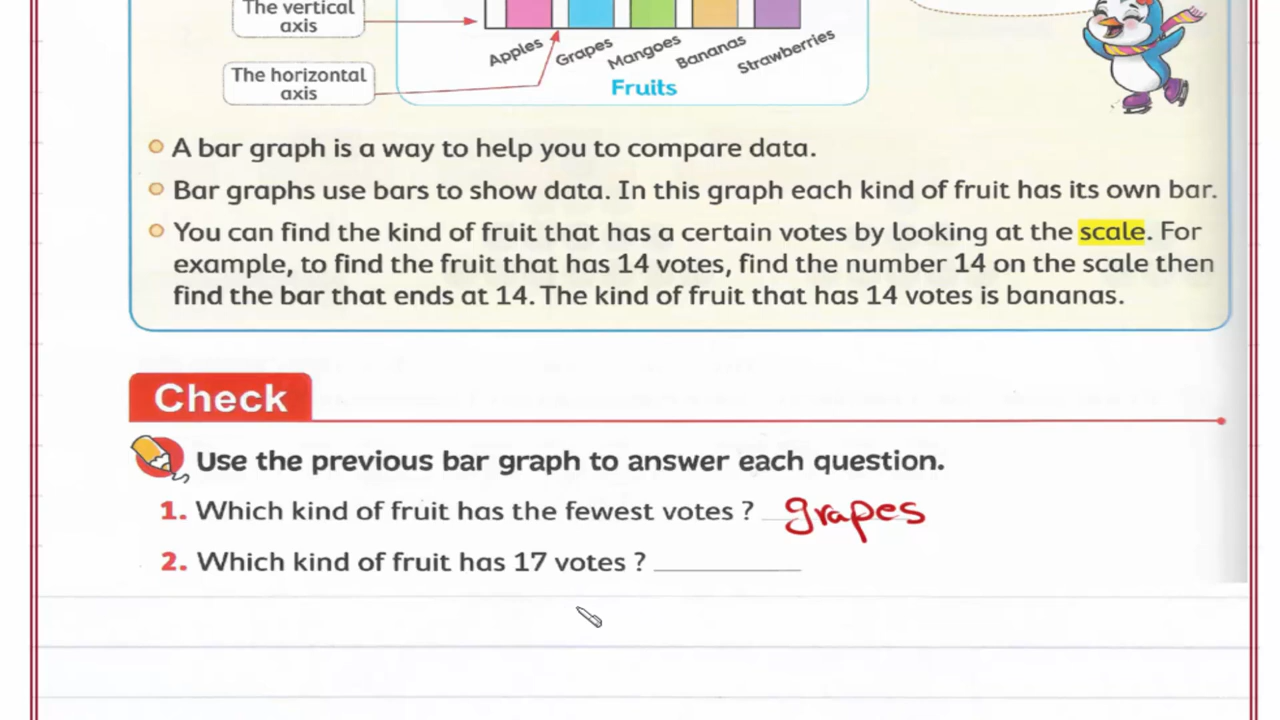 The vertical
axis
Apples Grapes Mangoes Bananas Strawberries
The horizontal
axis
Fruits
A bar graph is a way to help you to compare data.
Bar graphs use bars to show data. In this graph each kind of fruit has its own bar.
You can find the kind of fruit that has a certain votes by looking at the scale. For
example, to find the fruit that has 14 votes, find the number 14 on the scale then
find the bar that ends at 14. The kind of fruit that has 14 votes is bananas.
Check
Use the previous bar graph to answer each question.
1. Which kind of fruit has the fewest votes ? grapes
2. Which kind of fruit has 17 votes ?